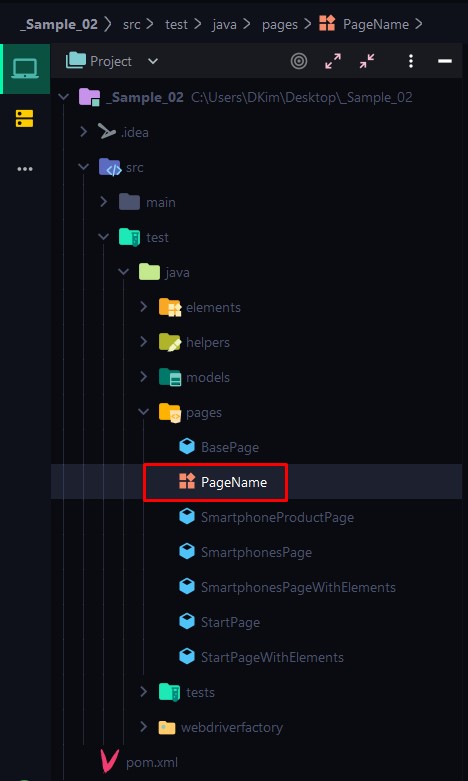 _Sample_02 > src > test > java > pages > PageName >
Project
_Sample_02 C:\Users\DKim\Desktop\_Sample_02
.idea
src
main
test
java
elements
helpers
models
pages
BasePage
PageName
SmartphoneProductPage
SmartphonesPage
SmartphonesPageWithElements
StartPage
StartPageWithElements
tests
webdriverfactory
pom.xml